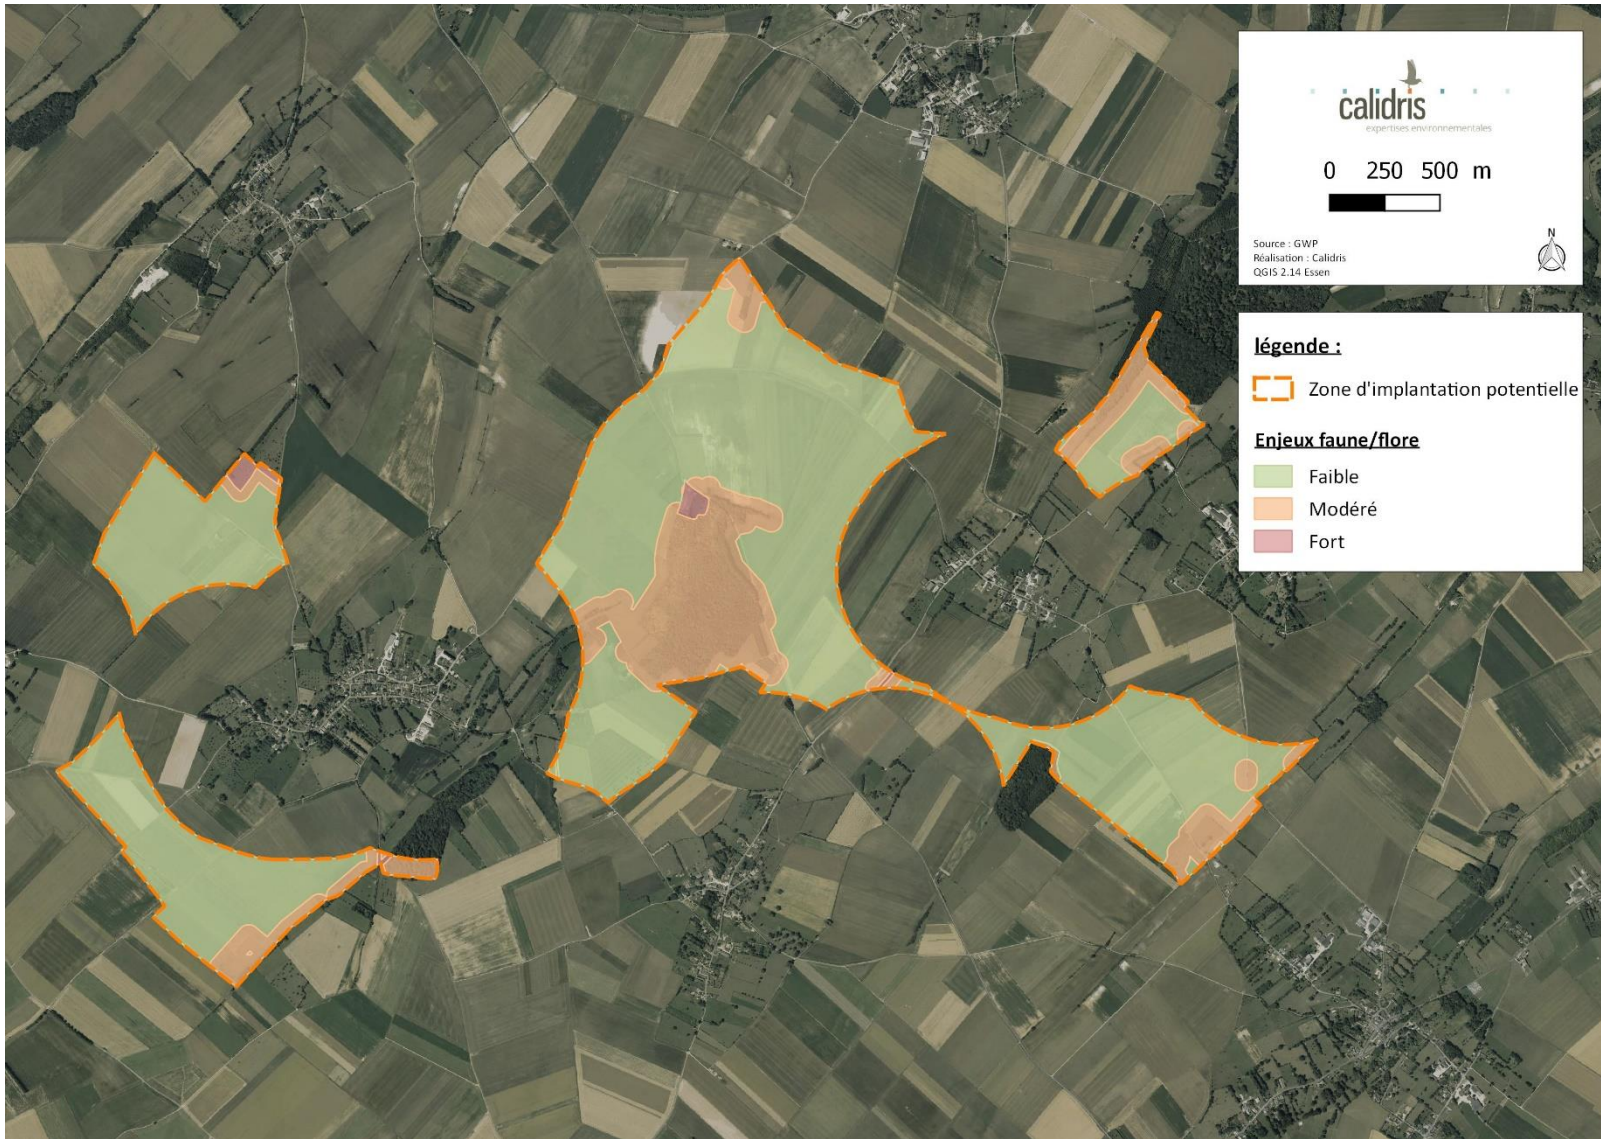 calidris
expertises environnementales
0 250 500 m
Source : GWP
Réalisation : Calidris
QGIS 2.14 Essen
N
légende :
Zone d'implantation potentielle
Enjeux faune/flore
Faible
Modéré
Fort